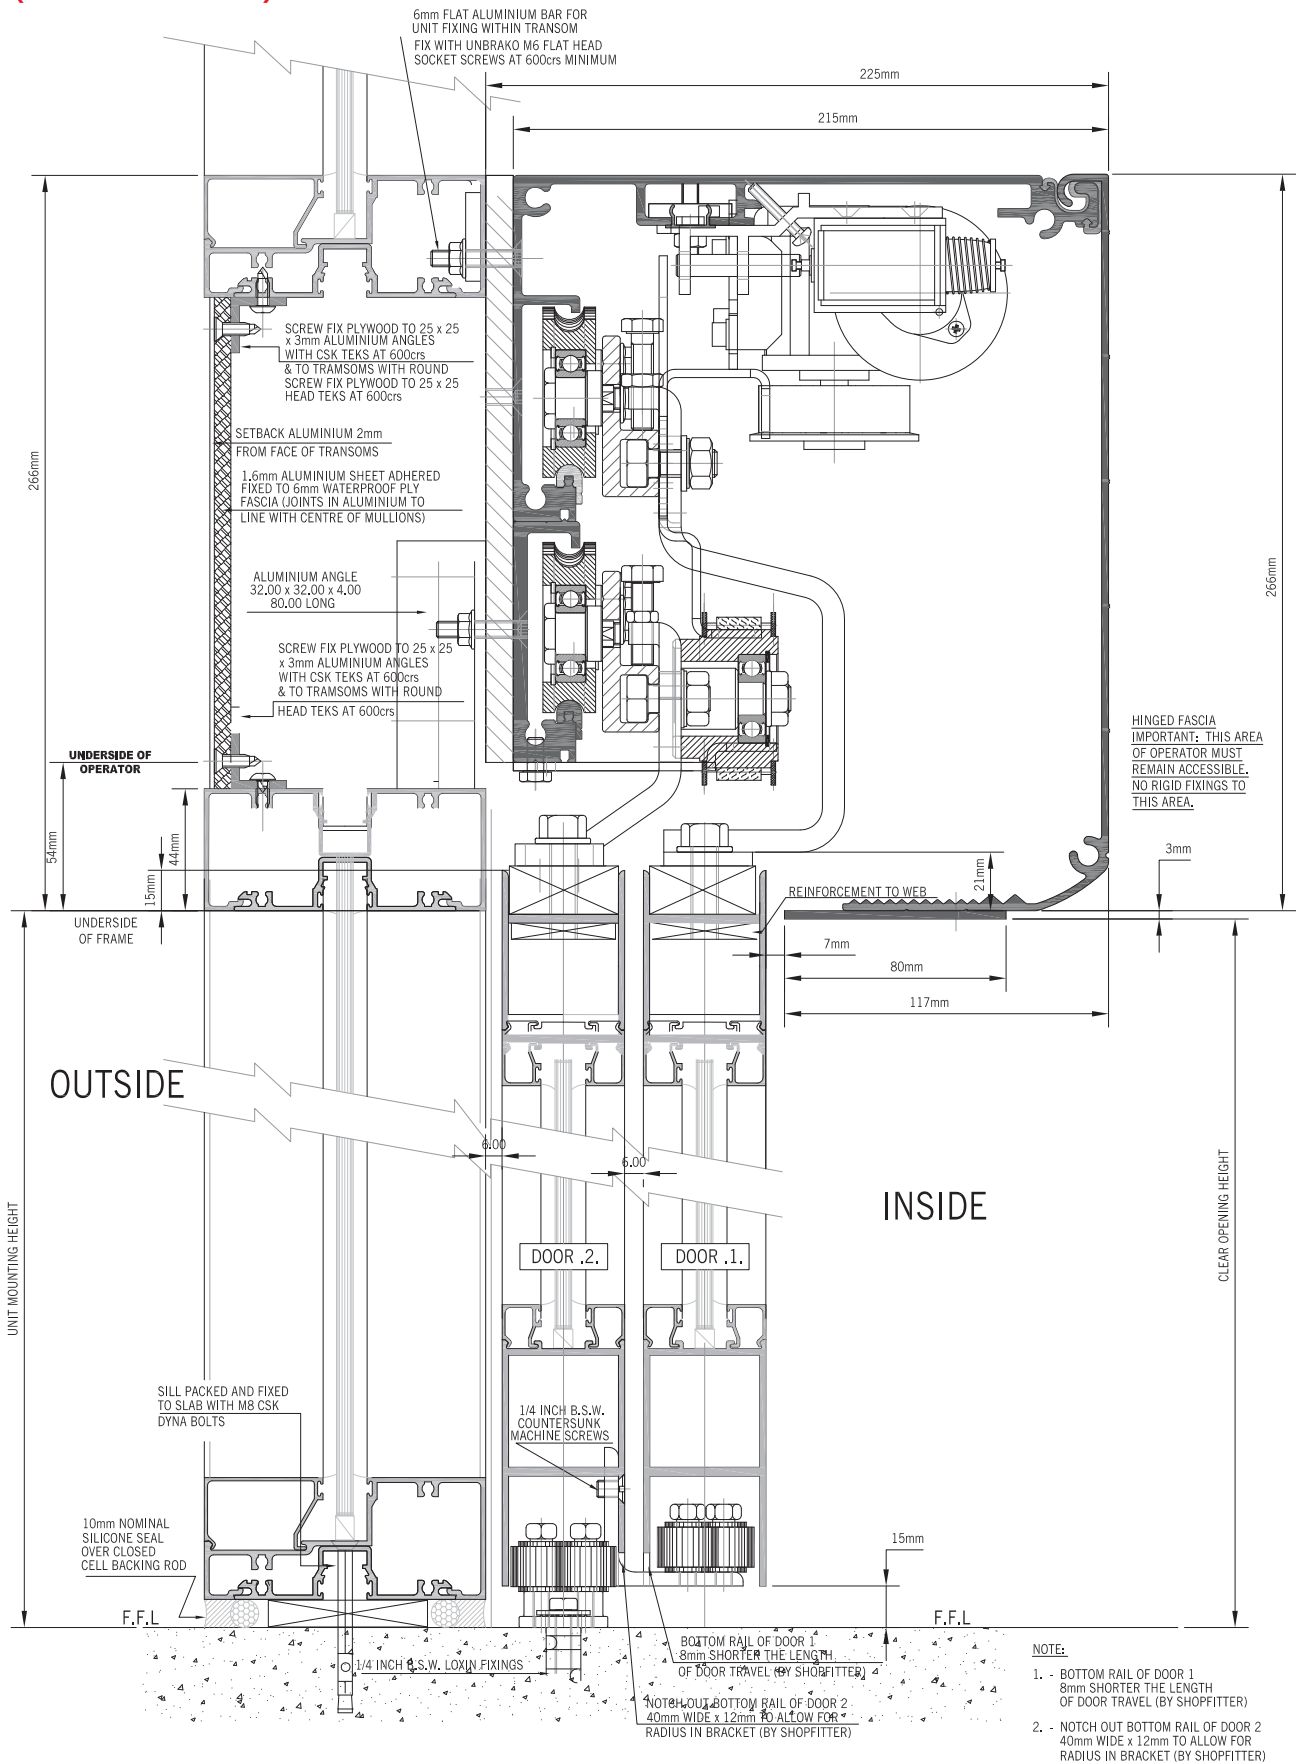 6mm FLAT ALUMINIUM BAR FOR
UNIT FIXING WITHIN TRANSOM
FIX WITH UNBRAKO M6 FLAT HEAD
SOCKET SCREWS AT 600crs MINIMUM
225mm
215mm
266mm
SCREW FIX PLYWOOD TO 25 x 25
x 3mm ALUMINIUM ANGLES
WITH CSK TEKS AT 600crs
& TO TRAMSOMS WITH ROUND
SCREW FIX PLYWOOD TO 25 x 25
HEAD TEKS AT 600crs
SETBACK ALUMINIUM 2mm
FROM FACE OF TRANSOMS
1.6mm ALUMINIUM SHEET ADHERED
FIXED TO 6mm WATERPROOF PLY
FASCIA (JOINTS IN ALUMINIUM TO
LINE WITH CENTRE OF MULLIONS)
ALUMINIUM ANGLE
32.00 x 32.00 x 4.00
80.00 LONG
266mm
SCREW FIX PLYWOOD TO 25 x 25
x 3mm ALUMINIUM ANGLES
WITH CSK TEKS AT 600crs
& TO TRAMSOMS WITH ROUND
HEAD TEKS AT 600crs
HINGED FASCIA
IMPORTANT: THIS AREA
OF OPERATOR MUST
REMAIN ACCESSIBLE.
NO RIGID FIXINGS TO
THIS AREA.
UNDERSIDE OF
OPERATOR
54mm
15mm
44mm
21mm
3mm
REINFORCEMENT TO WEB
UNDERSIDE
OF FRAME
7mm
80mm
117mm
OUTSIDE
6.00
6.00
INSIDE
UNIT MOUNTING HEIGHT
CLEAR OPENING HEIGHT
DOOR .2.
DOOR .1.
SILL PACKED AND FIXED
TO SLAB WITH M8 CSK
DYNA BOLTS
1/4 INCH B.S.W.
COUNTERSUNK
MACHINE SCREWS
10mm NOMINAL
SILICONE SEAL
OVER CLOSED
CELL BACKING ROD
15mm
F.F.L
F.F.L
1/4 INCH B.S.W. LOXIN FIXINGS
BOTTOM RAIL OF DOOR 1
8mm SHORTER THE LENGTH
OF DOOR TRAVEL (BY SHOPFITTER)
NOTCH OUT BOTTOM RAIL OF DOOR 2
40mm WIDE x 12mm TO ALLOW FOR
RADIUS IN BRACKET (BY SHOPFITTER)
NOTE:
1. - BOTTOM RAIL OF DOOR 1
8mm SHORTER THE LENGTH
OF DOOR TRAVEL (BY SHOPFITTER)
2. - NOTCH OUT BOTTOM RAIL OF DOOR 2
40mm WIDE x 12mm TO ALLOW FOR
RADIUS IN BRACKET (BY SHOPFITTER)